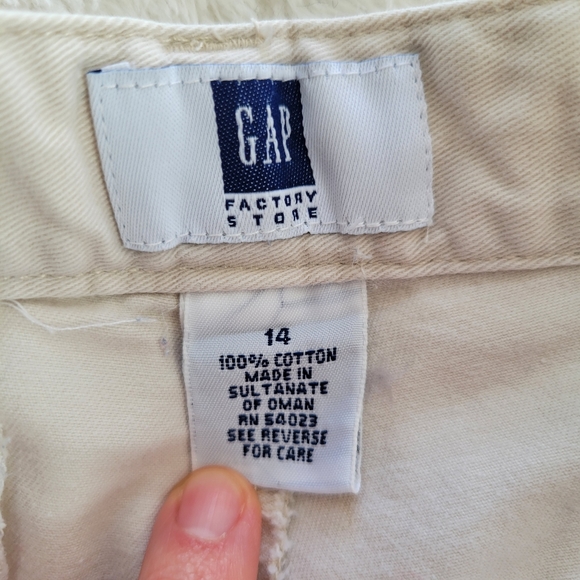 GAP
FACTORY
STORE
14
100% COTTON
MADE IN
SULTANATE
OF OMAN
RN 54023
SEE REVERSE
FOR CARE